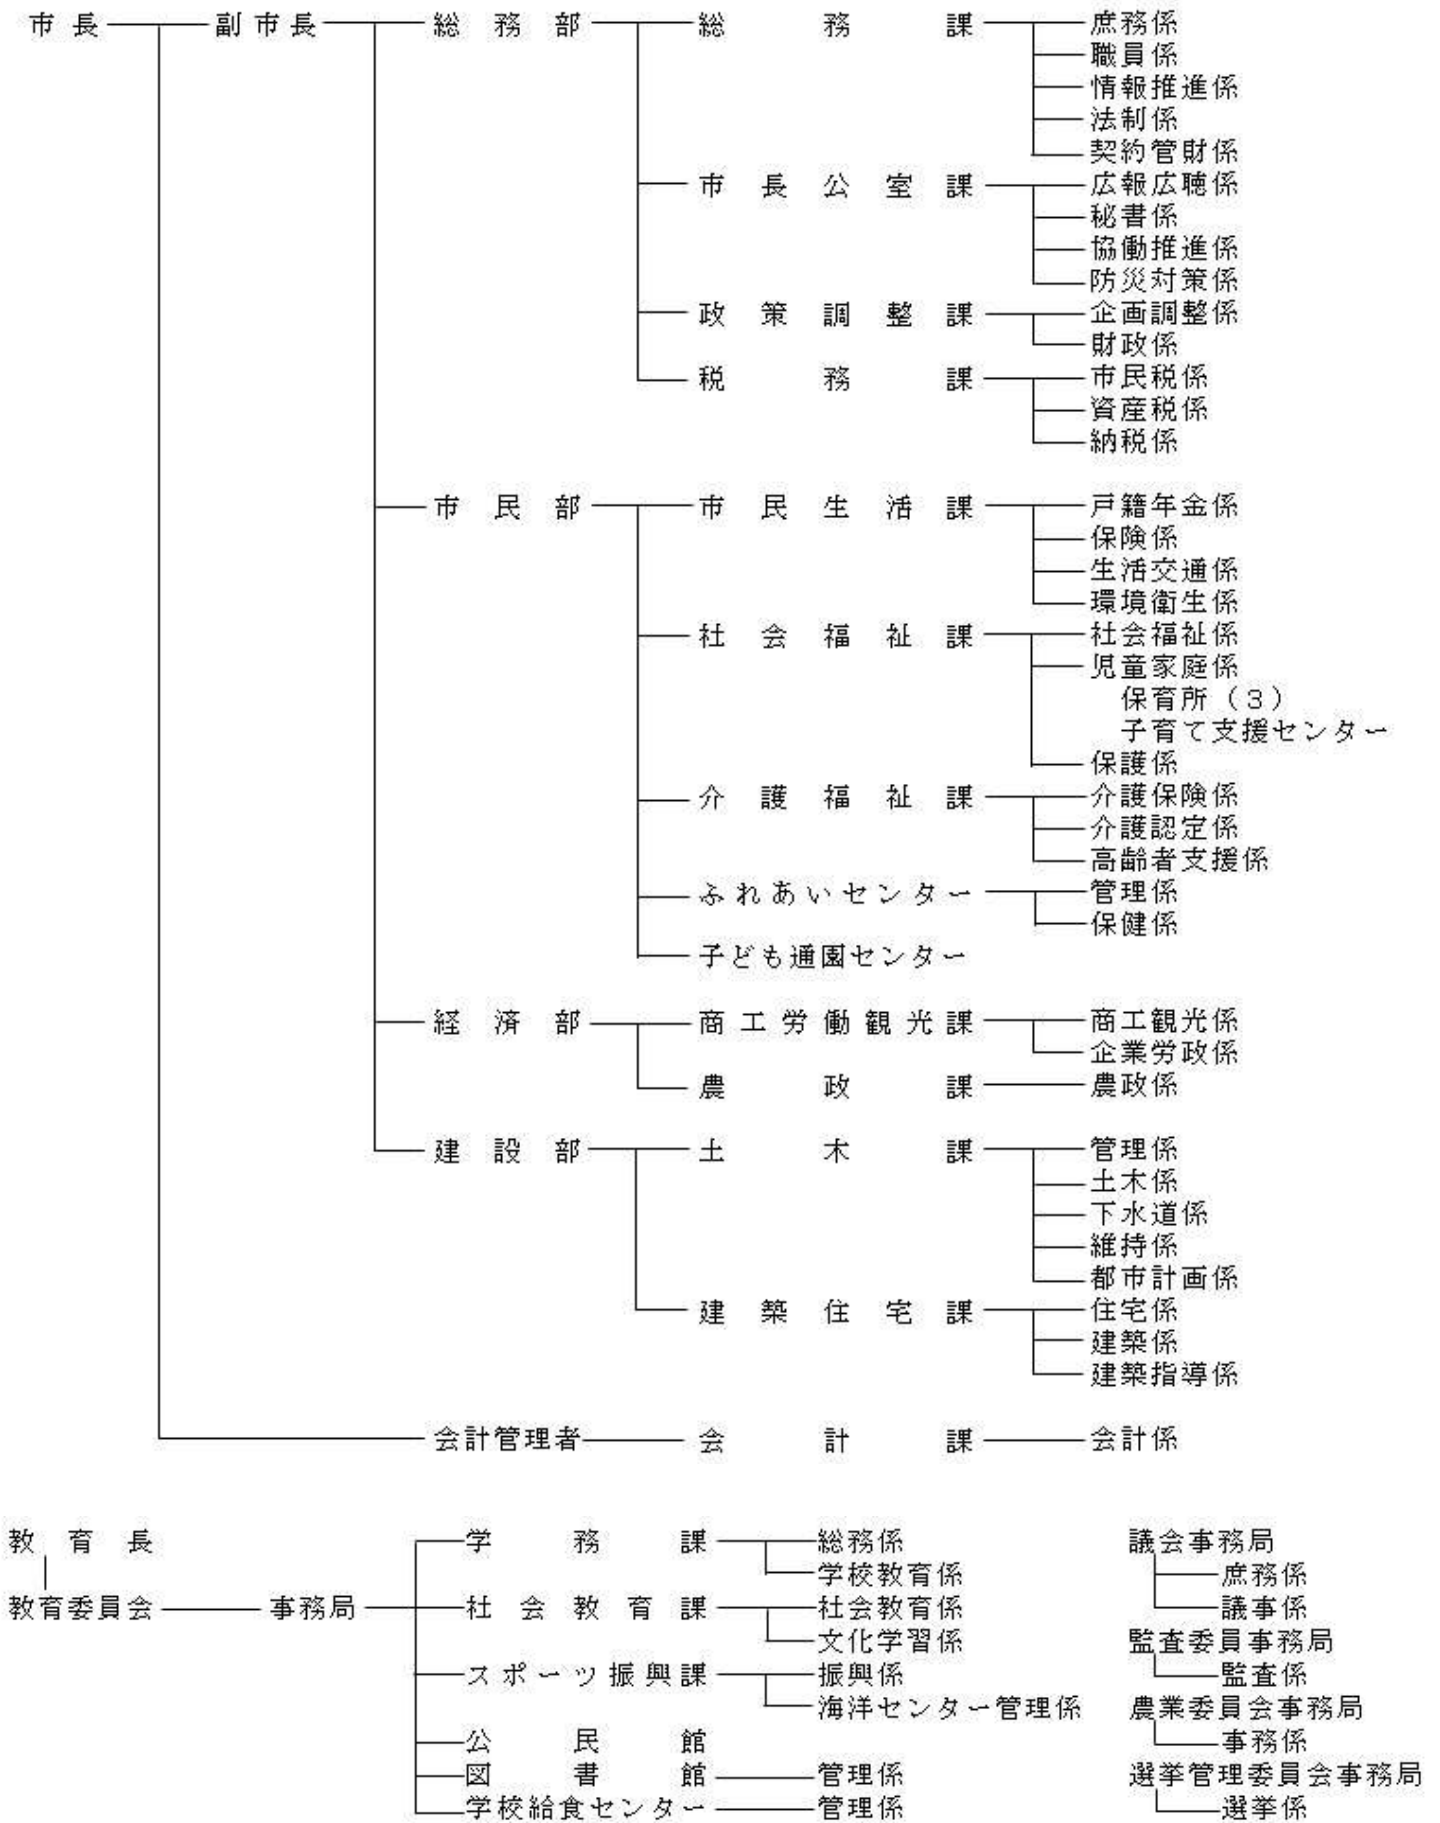 市長 副市長 総務部 総務課 庶務係
職員係
情報推進係
法制係
契約管財係
市長公室課 広報広聴係
秘書係
協働推進係
防災対策係
政策調整課 企画調整係
財政係
税務課 市民税係
資産税係
納税係
市民部 市民生活課 戸籍年金係
保険係
生活交通係
環境衛生係
社会福祉課 社会福祉係
児童家庭係
保育所（３）
子育て支援センター
保護係
介護福祉課 介護保険係
介護認定係
高齢者支援係
ふれあいセンター 管理係
保健係
子ども通園センター
経済部 商工労働観光課 商工観光係
企業労政係
農政課 農政係
建設部 土木課 管理係
土木係
下水道係
維持係
都市計画係
建築住宅課 住宅係
建築係
建築指導係
会計管理者 会計課 会計係
教育長 学務課 総務係 議会事務局
学校教育係 庶務係
教育委員会 事務局 社会教育課 社会教育係 議事係
文化学習係 監査委員事務局
スポーツ振興課 振興係 監査係
海洋センター管理係 農業委員会事務局
公民館 事務係
図書館 管理係 選挙管理委員会事務局
学校給食センター 管理係 選挙係